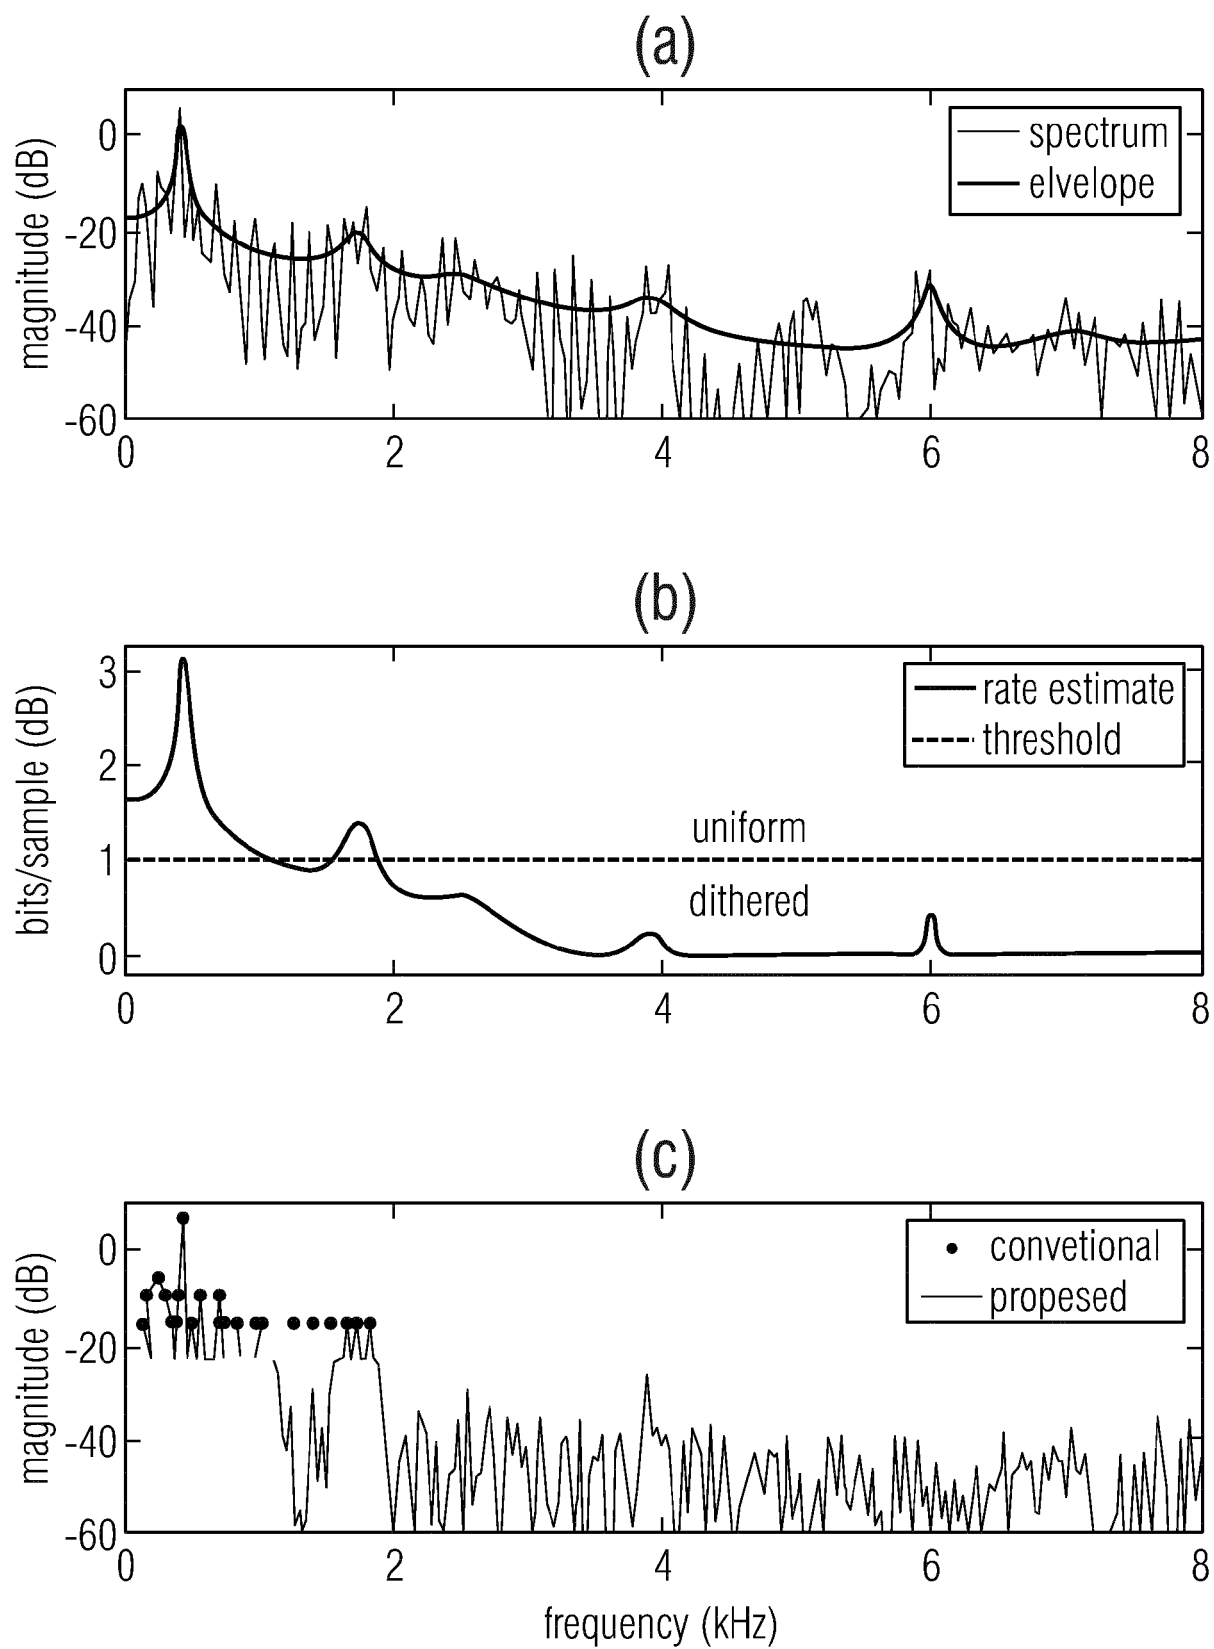 (a)
magnitude (dB)
0
-20
-40
-60
spectrum
elvelope
0 2 4 6 8
(b)
bits/sample (dB)
3
2
1
0
0
rate estimate
threshold
uniform
dithered
0 2 4 6 8
(c)
magnitude (dB)
0
-20
-40
-60
convetional
propesed
0 2 4 6 8
frequency (kHz)